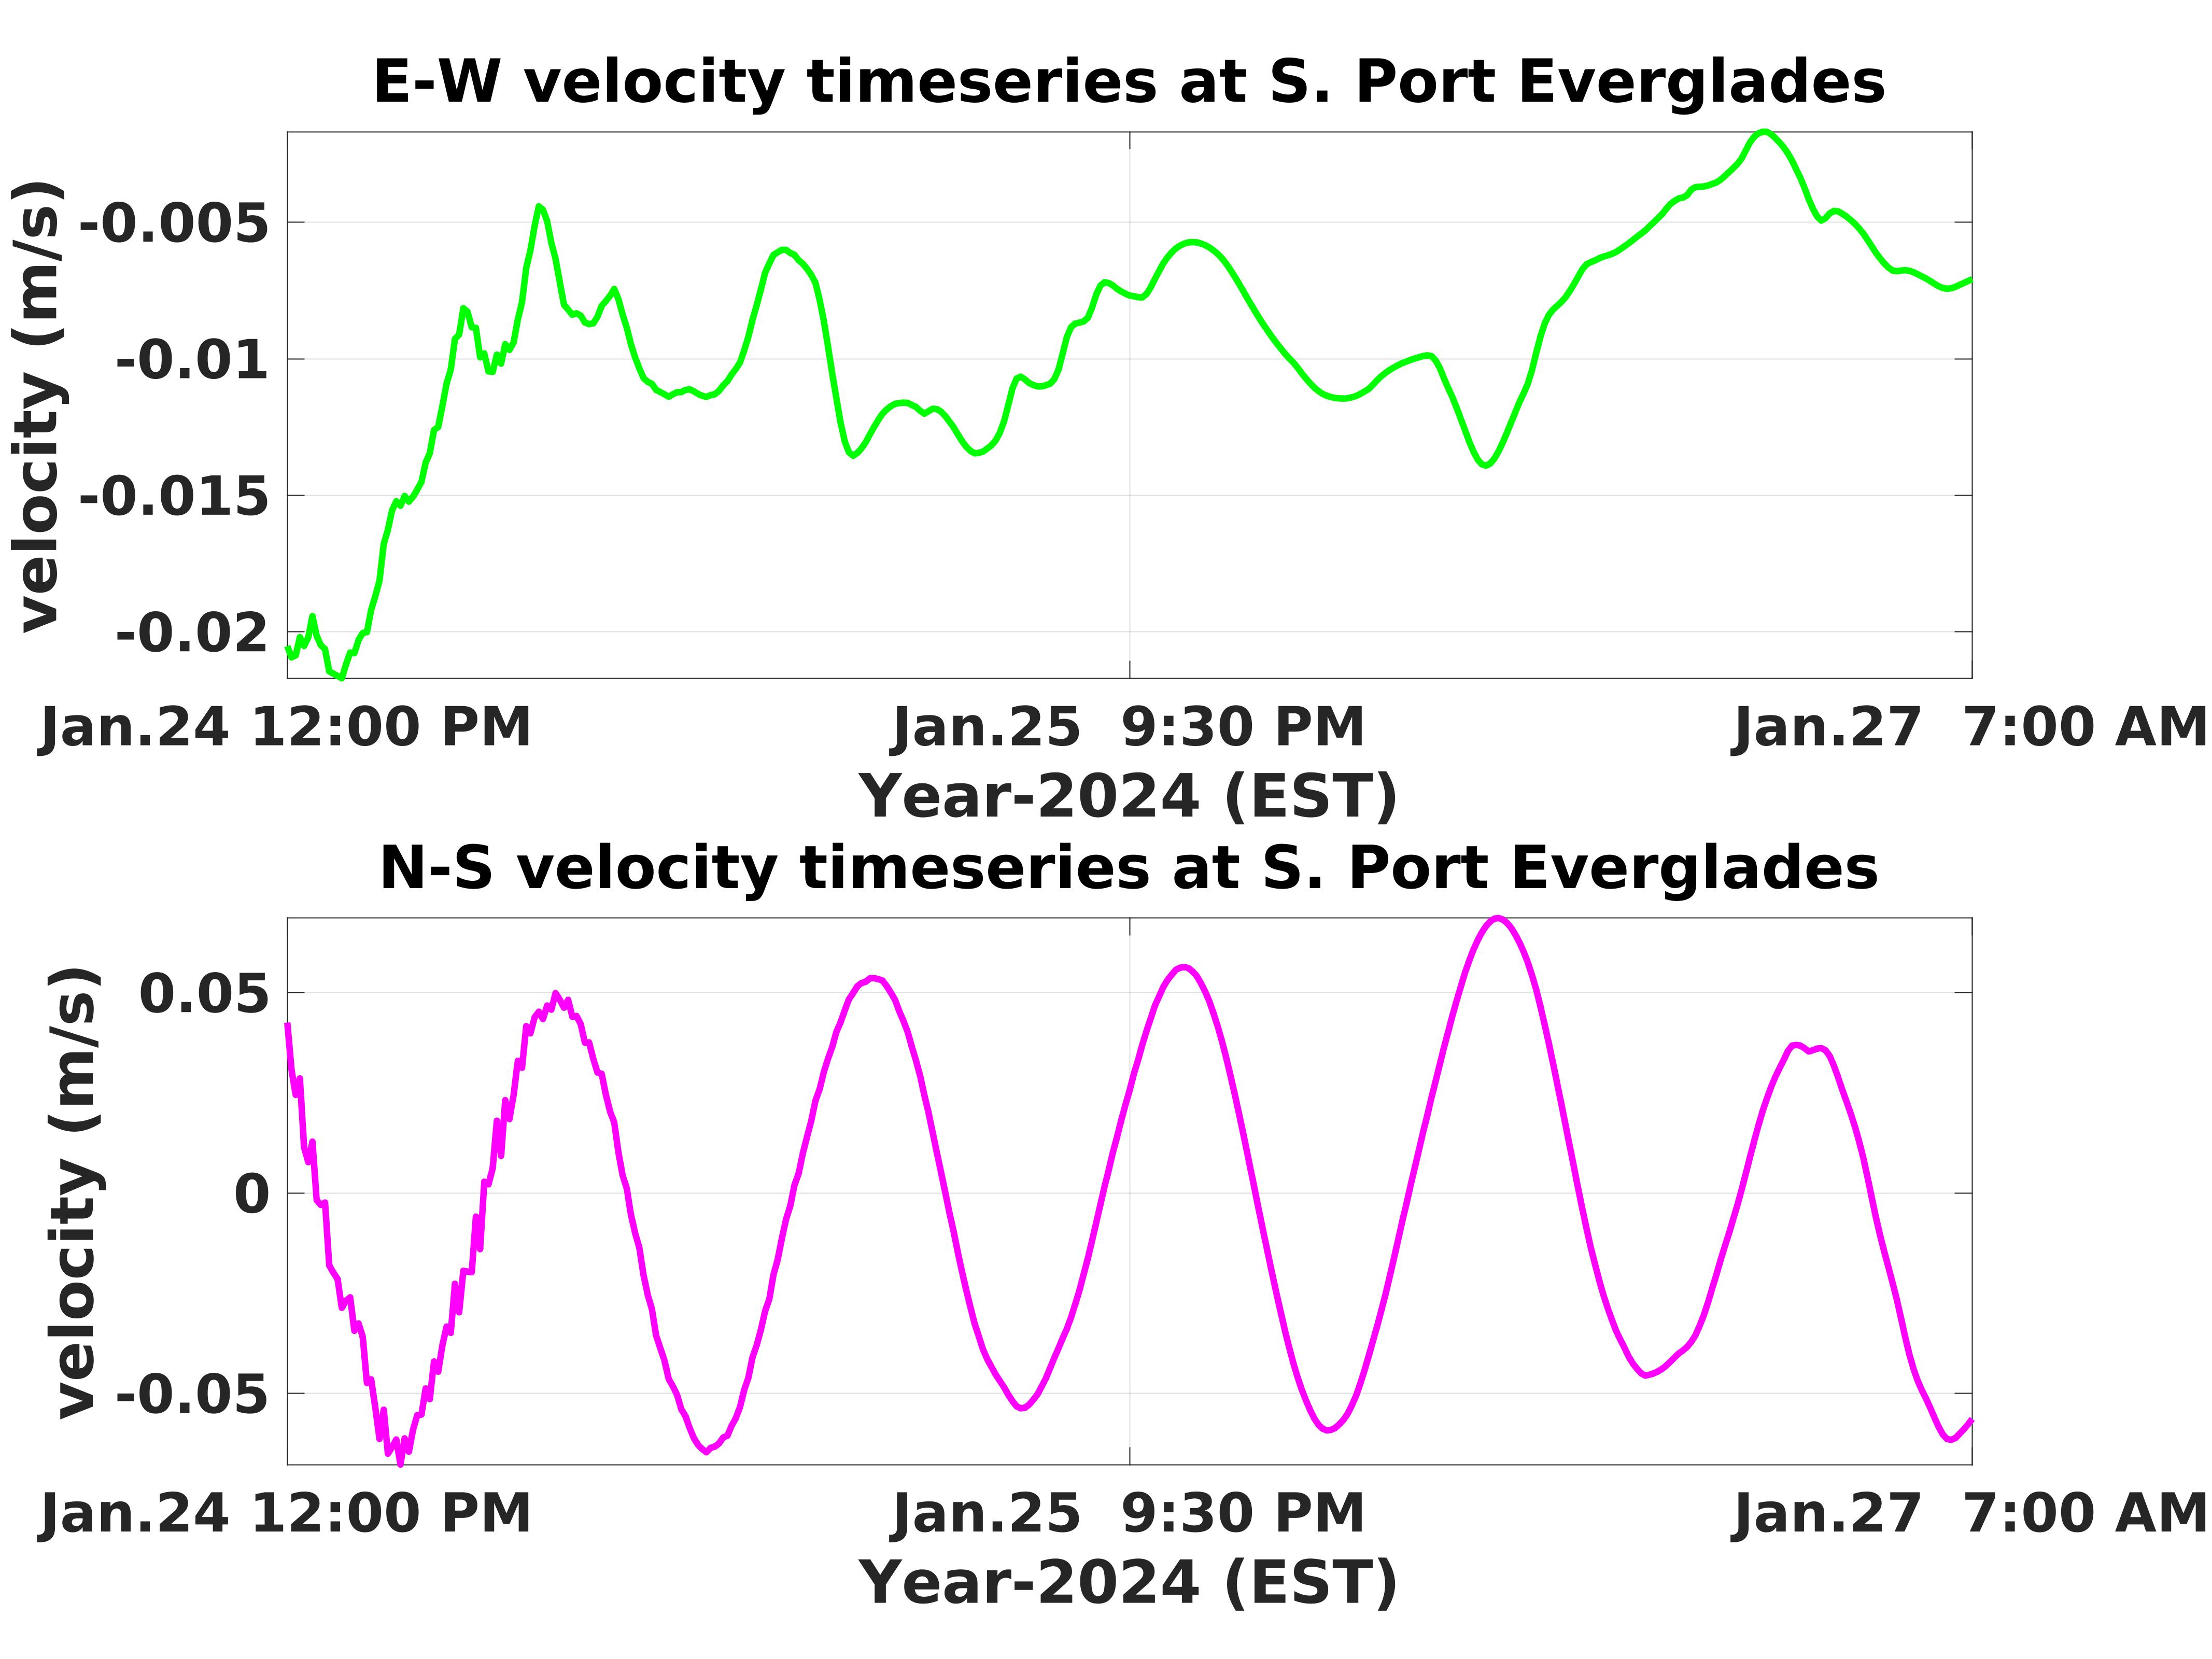 E-W velocity timeseries at S. Port Everglades
velocity (m/s)
-0.005
-0.01
-0.015
-0.02
Jan.24 12:00 PM Jan.25 9:30 PM Jan.27 7:00 AM
Year-2024 (EST)
N-S velocity timeseries at S. Port Everglades
velocity (m/s)
0.05
0
-0.05
Jan.24 12:00 PM Jan.25 9:30 PM Jan.27 7:00 AM
Year-2024 (EST)